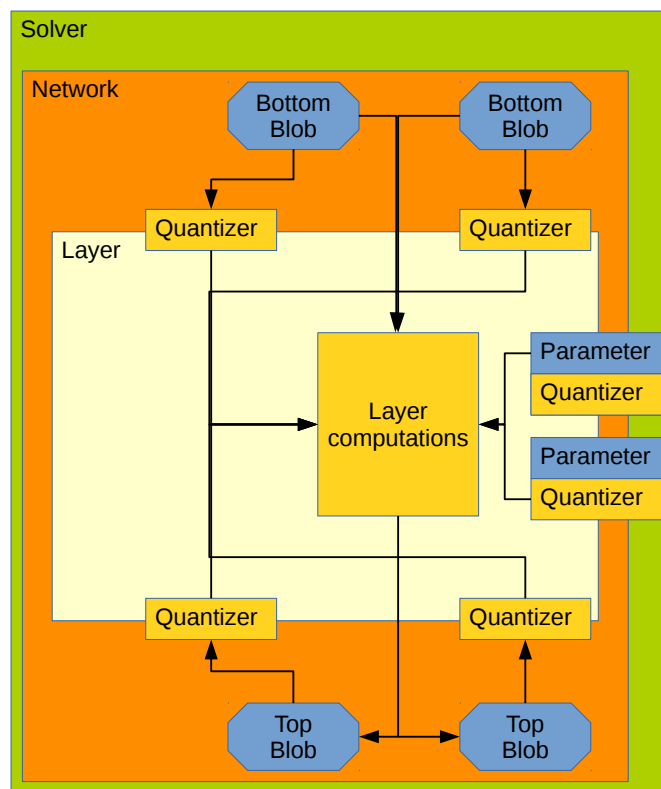 Solver
Network
Bottom
Blob
Bottom
Blob
Quantizer
Quantizer
Layer
Parameter
Quantizer
Layer
computations
Parameter
Quantizer
Quantizer
Quantizer
Top
Blob
Top
Blob